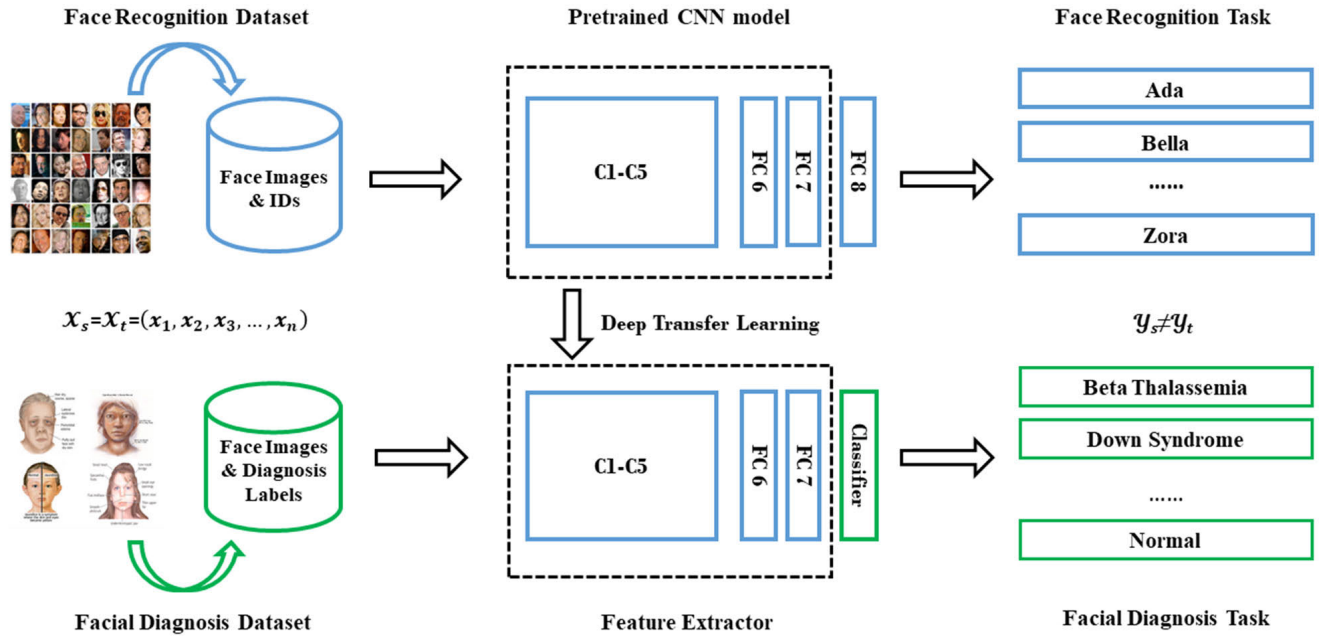 Face Recognition Dataset
Pretrained CNN model
Face Recognition Task
Face Images
& IDs
C1-C5
FC 6
FC 7
FC 8
Ada
Bella
......
Zora
𝒳ₛ=𝒳ₜ=(𝓍₁, 𝓍₂, 𝓍₃, ..., 𝓍ₙ)
Deep Transfer Learning
𝒴ₛ≠𝒴ₜ
Face Images
& Diagnosis
Labels
C1-C5
FC 6
FC 7
Classifier
Beta Thalassemia
Down Syndrome
......
Normal
Facial Diagnosis Dataset
Feature Extractor
Facial Diagnosis Task